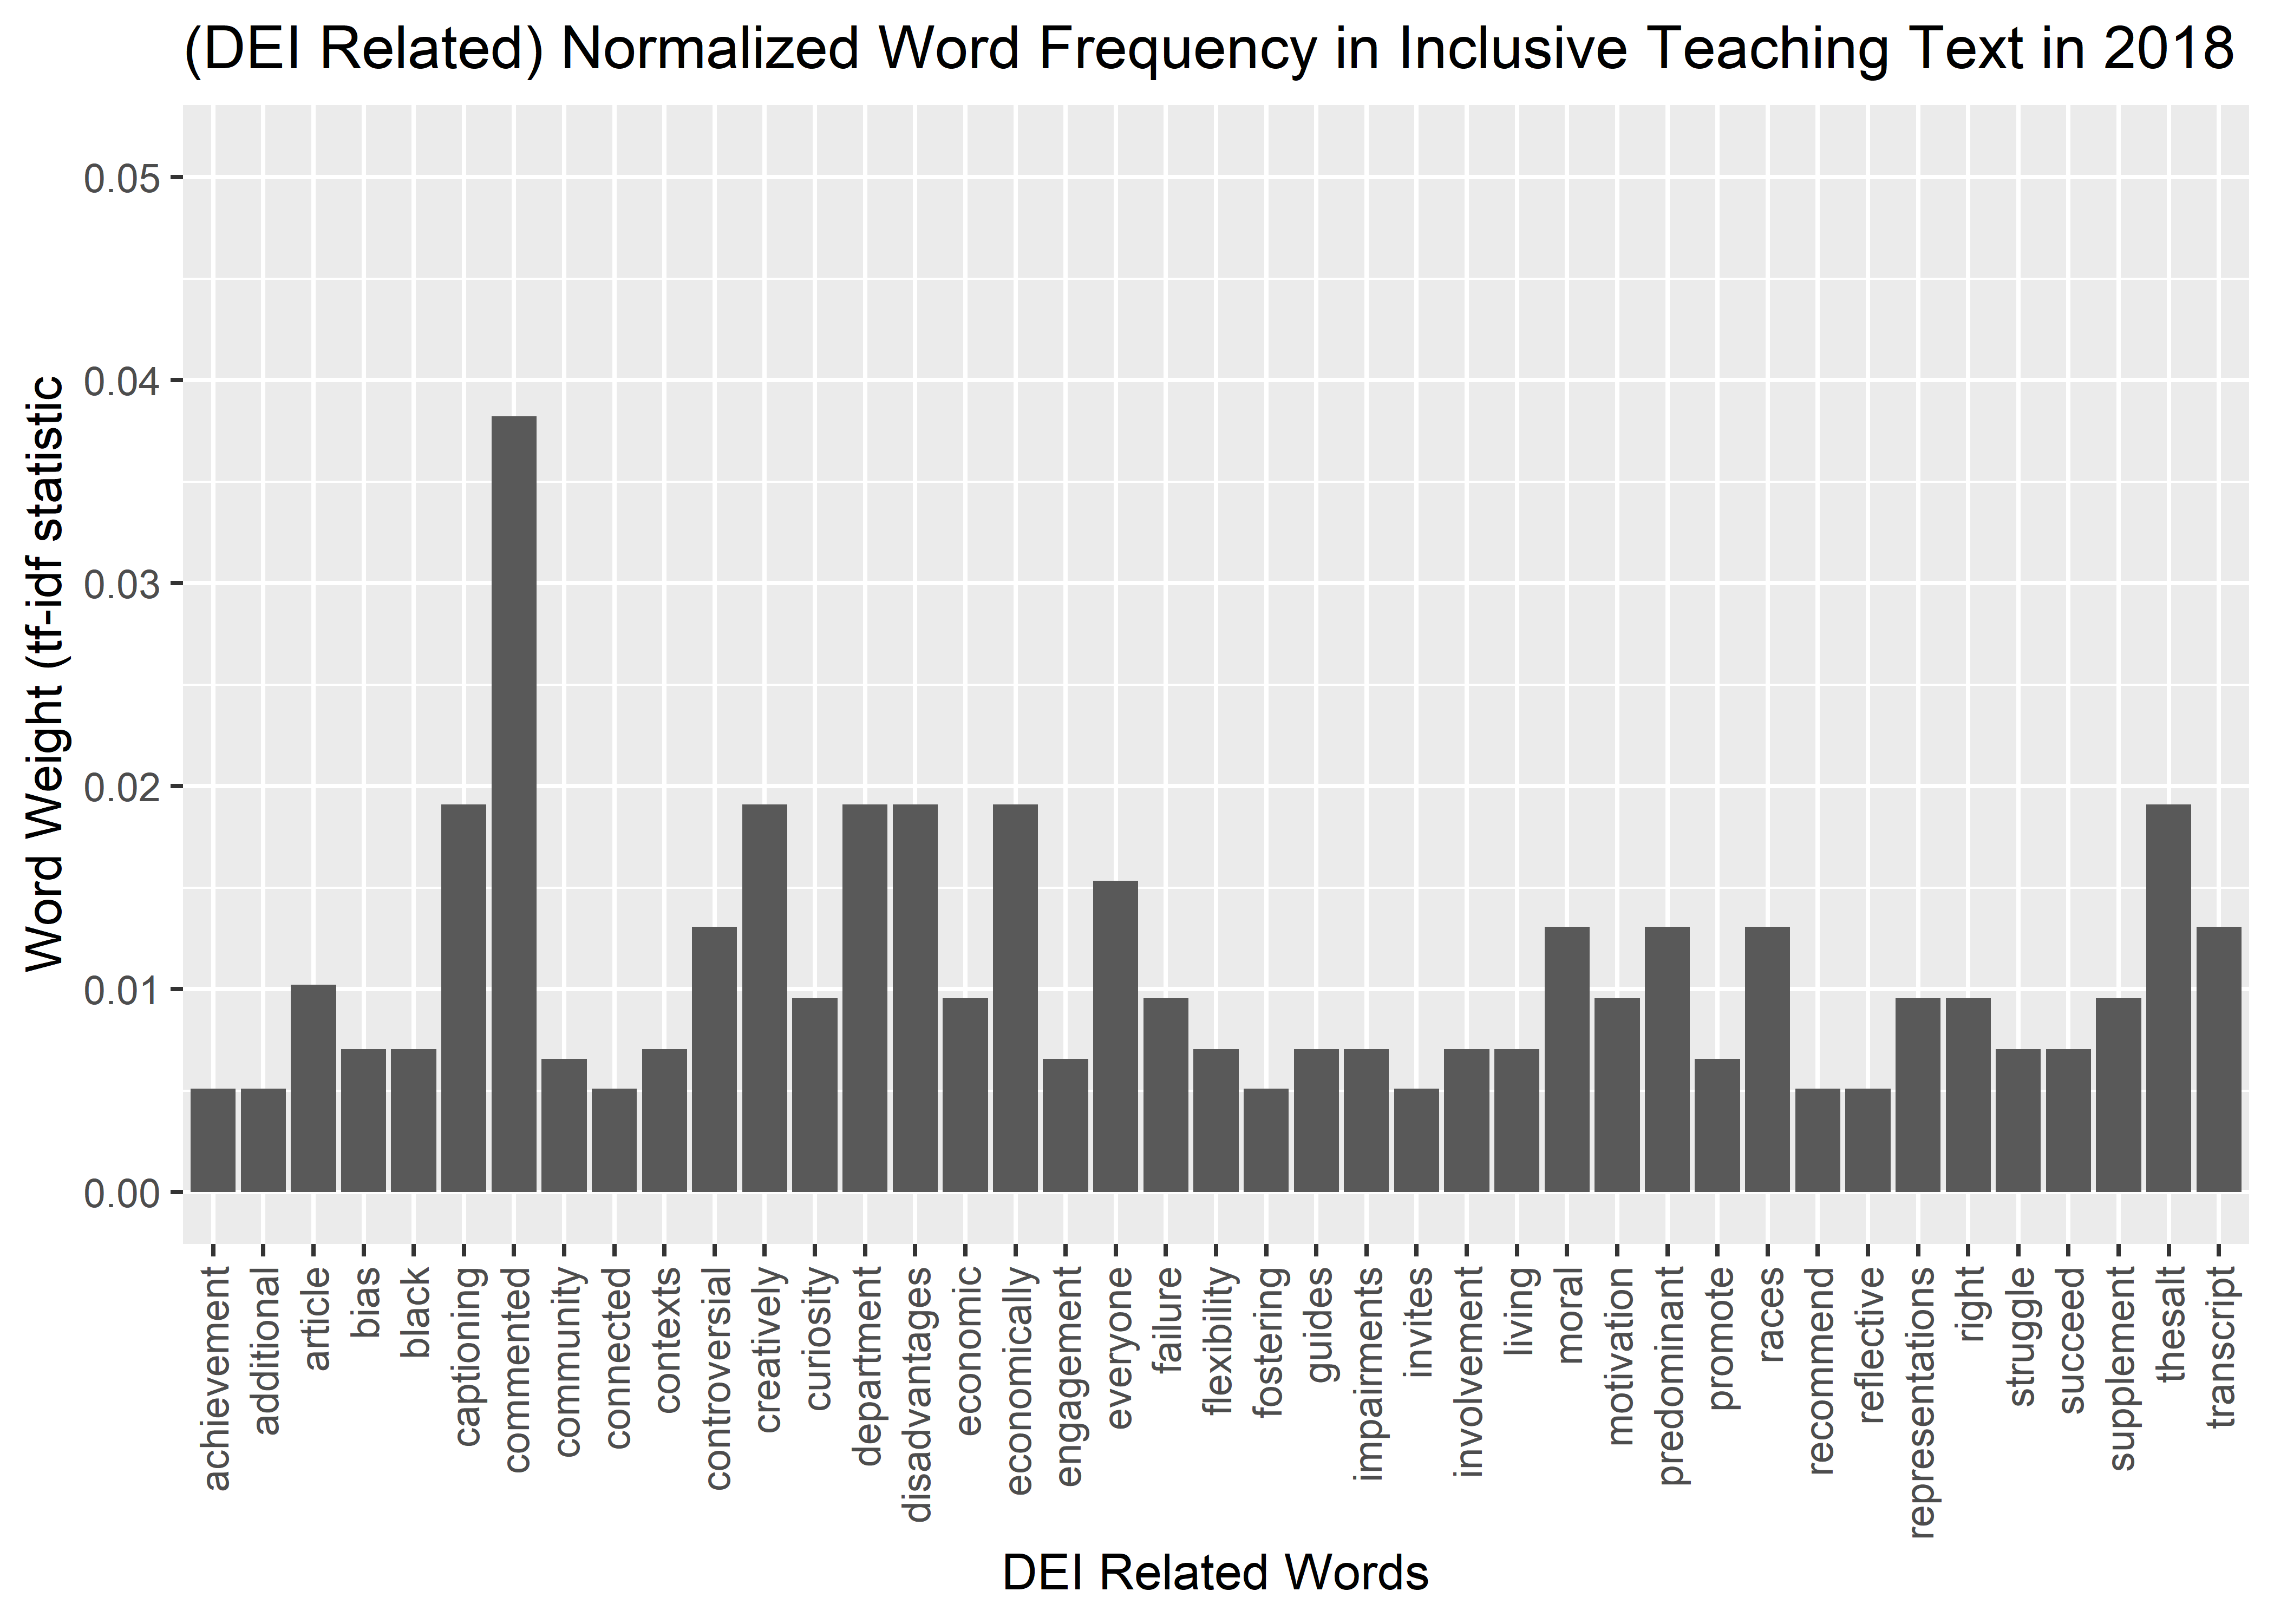 (DEI Related) Normalized Word Frequency in Inclusive Teaching Text in 2018
Word Weight (tf-idf statistic
0.05
0.04
0.03
0.02
0.01
0.00
achievement
additional
article
bias
black
captioning
commented
community
connected
contexts
controversial
creatively
curiosity
department
disadvantages
economic
economically
engagement
everyone
failure
flexibility
fostering
guides
impairments
invites
involvement
living
moral
motivation
predominant
promote
races
recommend
reflective
representations
right
struggle
succeed
supplement
thesalt
transcript
DEI Related Words